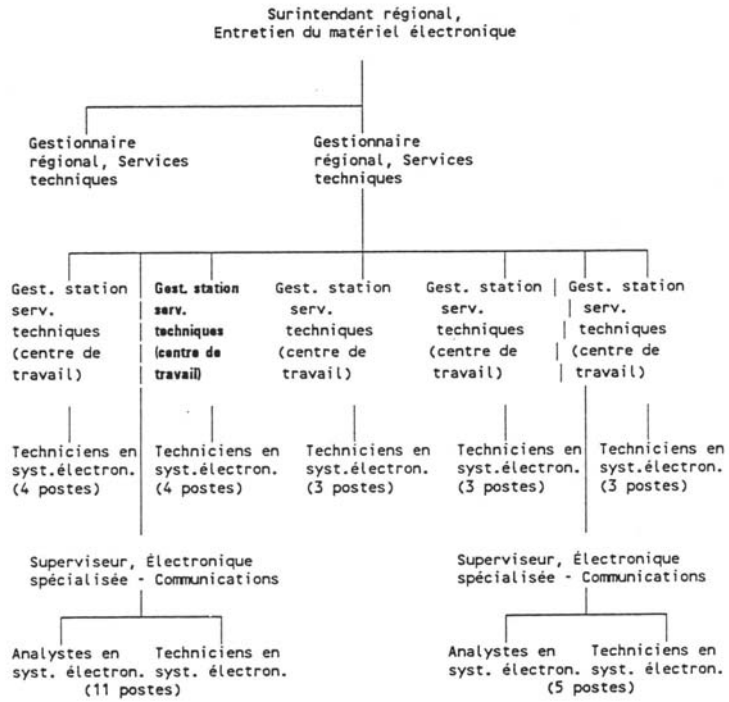 Surintendant régional,
Entretien du matériel électronique
Gestionnaire
régional, Services
techniques
Gestionnaire
régional, Services
techniques
Gest. station
serv.
techniques
(centre de
travail)
Gest. station
serv.
techniques
(centre de
travail)
Gest. station
serv.
techniques
(centre de
travail)
Gest. station
serv.
techniques
(centre de
travail)
Gest. station
serv.
techniques
(centre de
travail)
Techniciens en
syst.électron.
(4 postes)
Techniciens en
syst.électron.
(4 postes)
Techniciens en
syst.électron.
(3 postes)
Techniciens en
syst.électron.
(3 postes)
Techniciens en
syst.électron.
(3 postes)
Superviseur, Électronique
spécialisée - Communications
Superviseur, Électronique
spécialisée - Communications
Analystes en
syst. électron.
Techniciens en
syst. électron.
(11 postes)
Analystes en
syst. électron.
Techniciens en
syst. électron.
(5 postes)